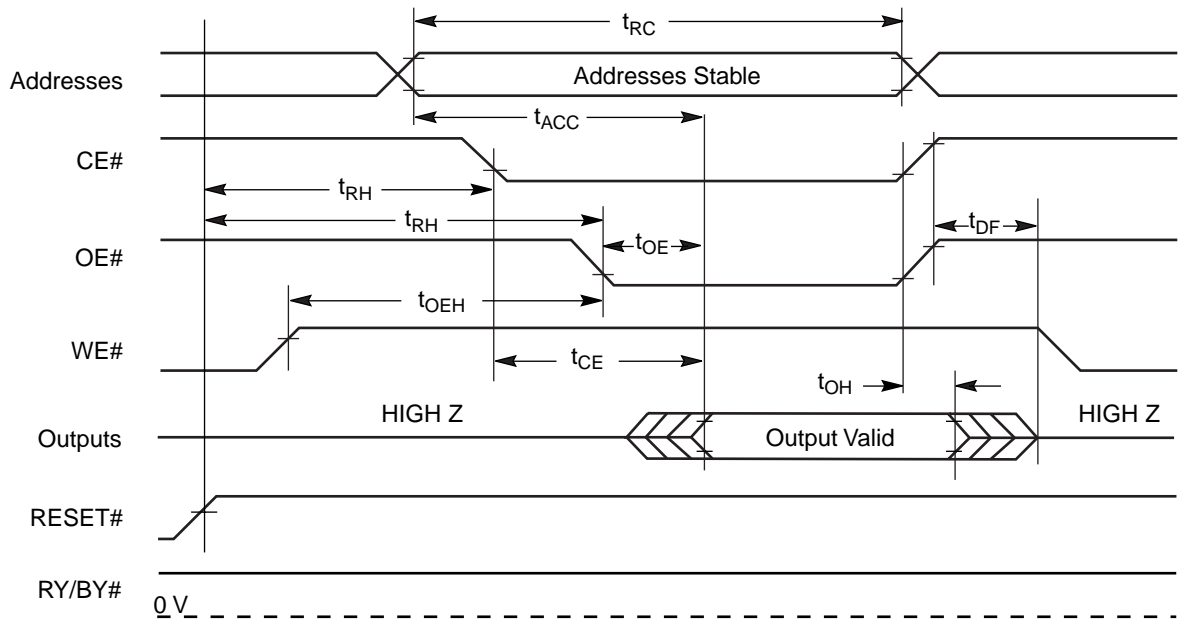 tRC
Addresses
Addresses Stable
tACC
CE#
tRH
tRH
OE#
tOE
tDF
tOEH
WE#
tCE
tOH
HIGH Z
HIGH Z
Outputs
Output Valid
RESET#
RY/BY#
0 V